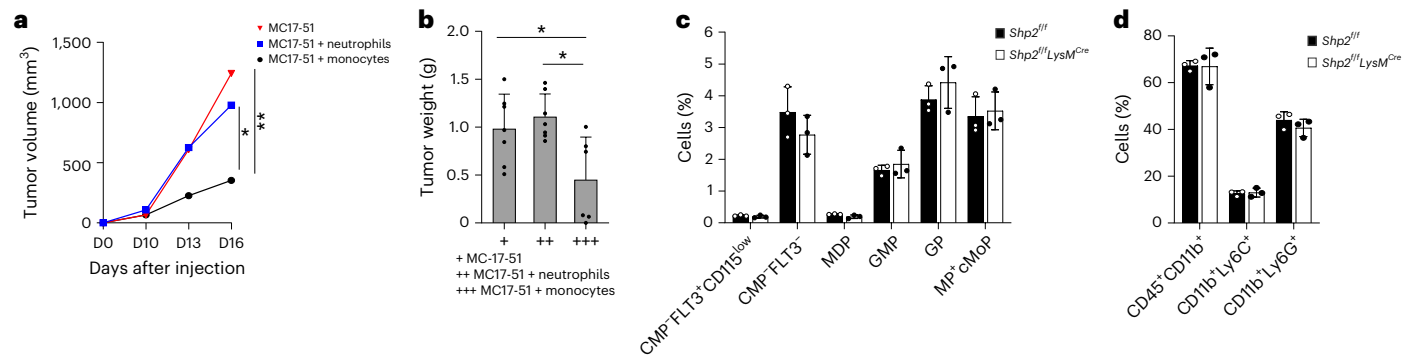 a
MC17-51
MC17-51 + neutrophils
MC17-51 + monocytes
Tumor volume (mm³)
1,500
1,000
500
0
*
**
D0 D10 D13 D16
Days after injection
b
Tumor weight (g)
2.0
1.5
1.0
0.5
0
*
*
+ ++ +++
+ MC-17-51
++ MC17-51 + neutrophils
+++ MC17-51 + monocytes
c
Shp2f/f
Shp2f/fLysMCre
Cells (%)
6
5
4
3
2
1
0
CMP⁻FLT3⁺CD115low
CMP⁻FLT3⁻
MDP
GMP
GP
MP⁺ cMoP
d
Shp2f/f
Shp2f/fLysMCre
Cells (%)
80
60
40
20
0
CD45⁺CD11b⁺
CD11b⁺Ly6C⁺
CD11b⁺Ly6G⁺